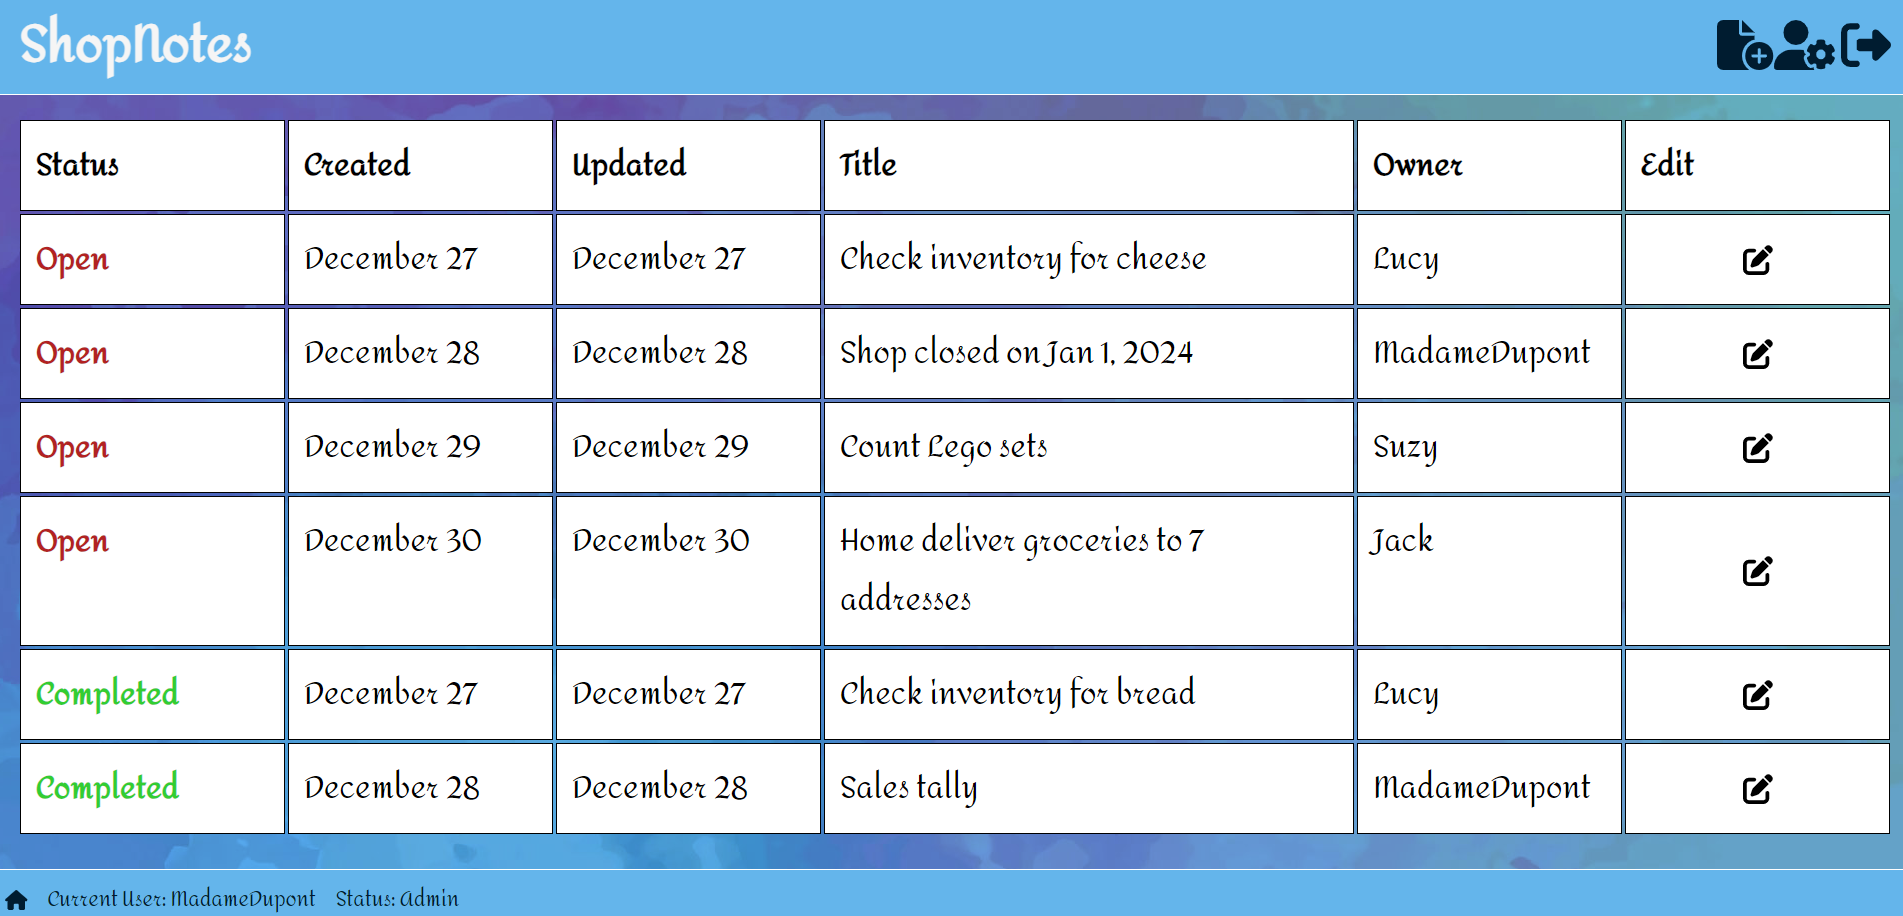 ShopNotes
Status Created Updated Title Owner Edit
Open December 27 December 27 Check inventory for cheese Lucy
Open December 28 December 28 Shop closed on Jan 1, 2024 MadameDupont
Open December 29 December 29 Count Lego sets Suzy
Open December 30 December 30 Home deliver groceries to 7 Jack
addresses
Completed December 27 December 27 Check inventory for bread Lucy
Completed December 28 December 28 Sales tally MadameDupont
Current User: MadameDupont Status: Admin